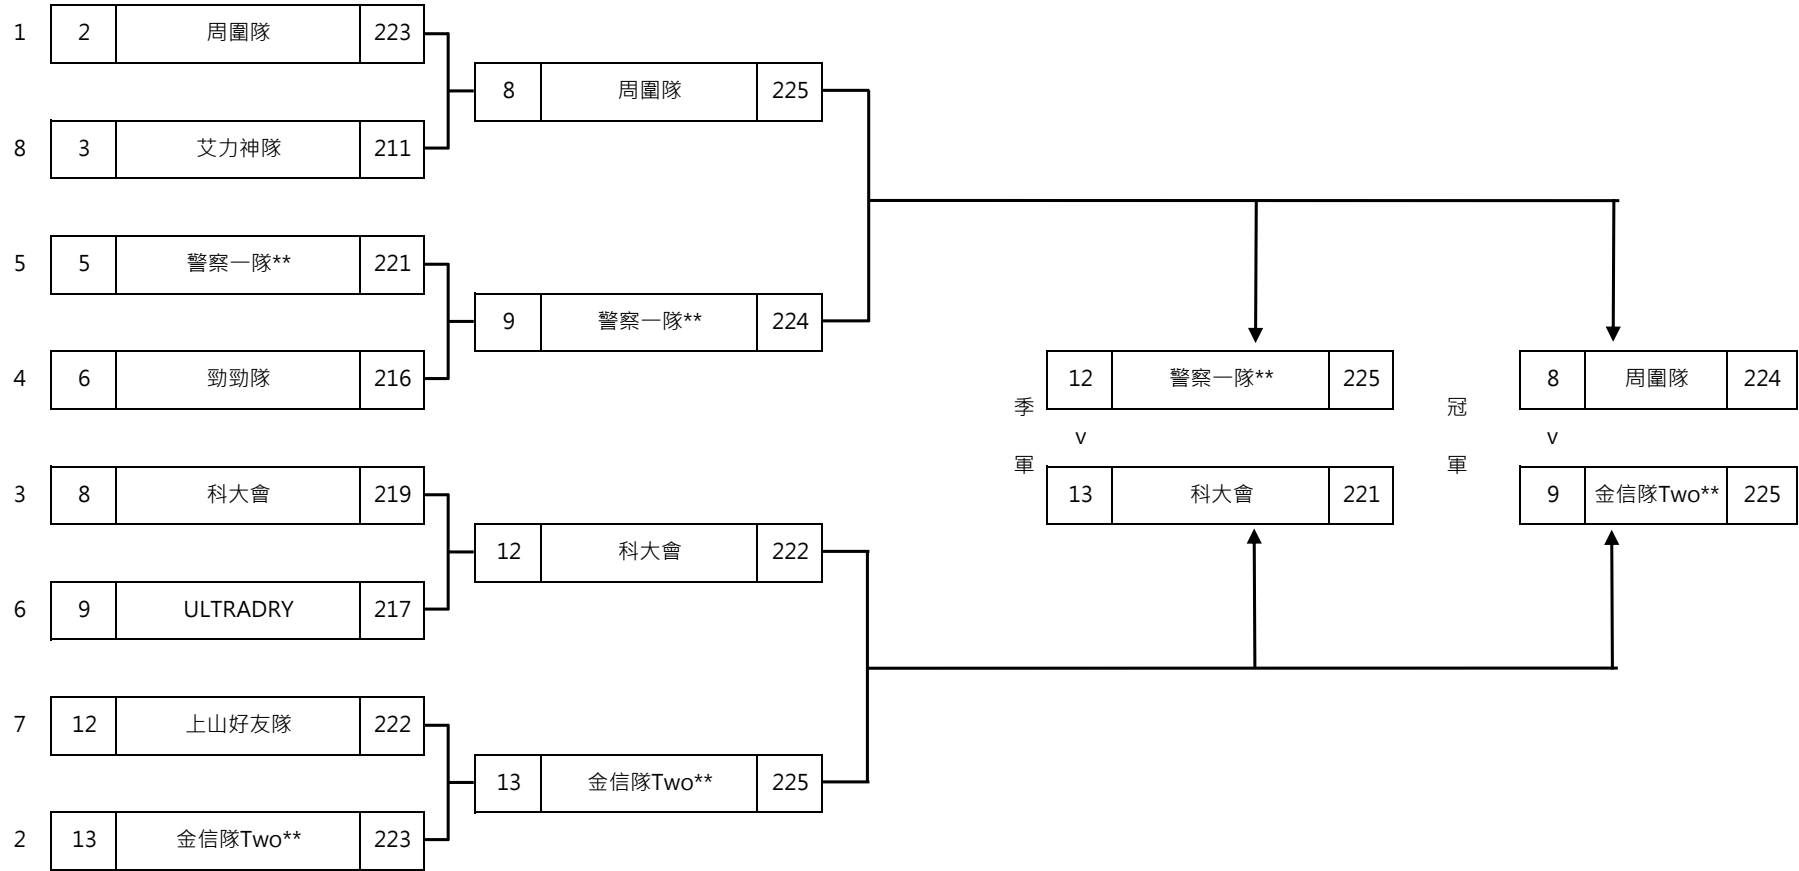 1 2 周圍隊 223
8 周圍隊 225
8 3 艾力神隊 211
5 5 警察一隊** 221
9 警察一隊** 224
4 6 勁勁隊 216
12 警察一隊** 225
8 周圍隊 224
季 冠
v v
軍 軍
3 8 科大會 219
13 科大會 221
9 金信隊Two** 225
12 科大會 222
6 9 ULTRADRY 217
7 12 上山好友隊 222
13 金信隊Two** 225
2 13 金信隊Two** 223